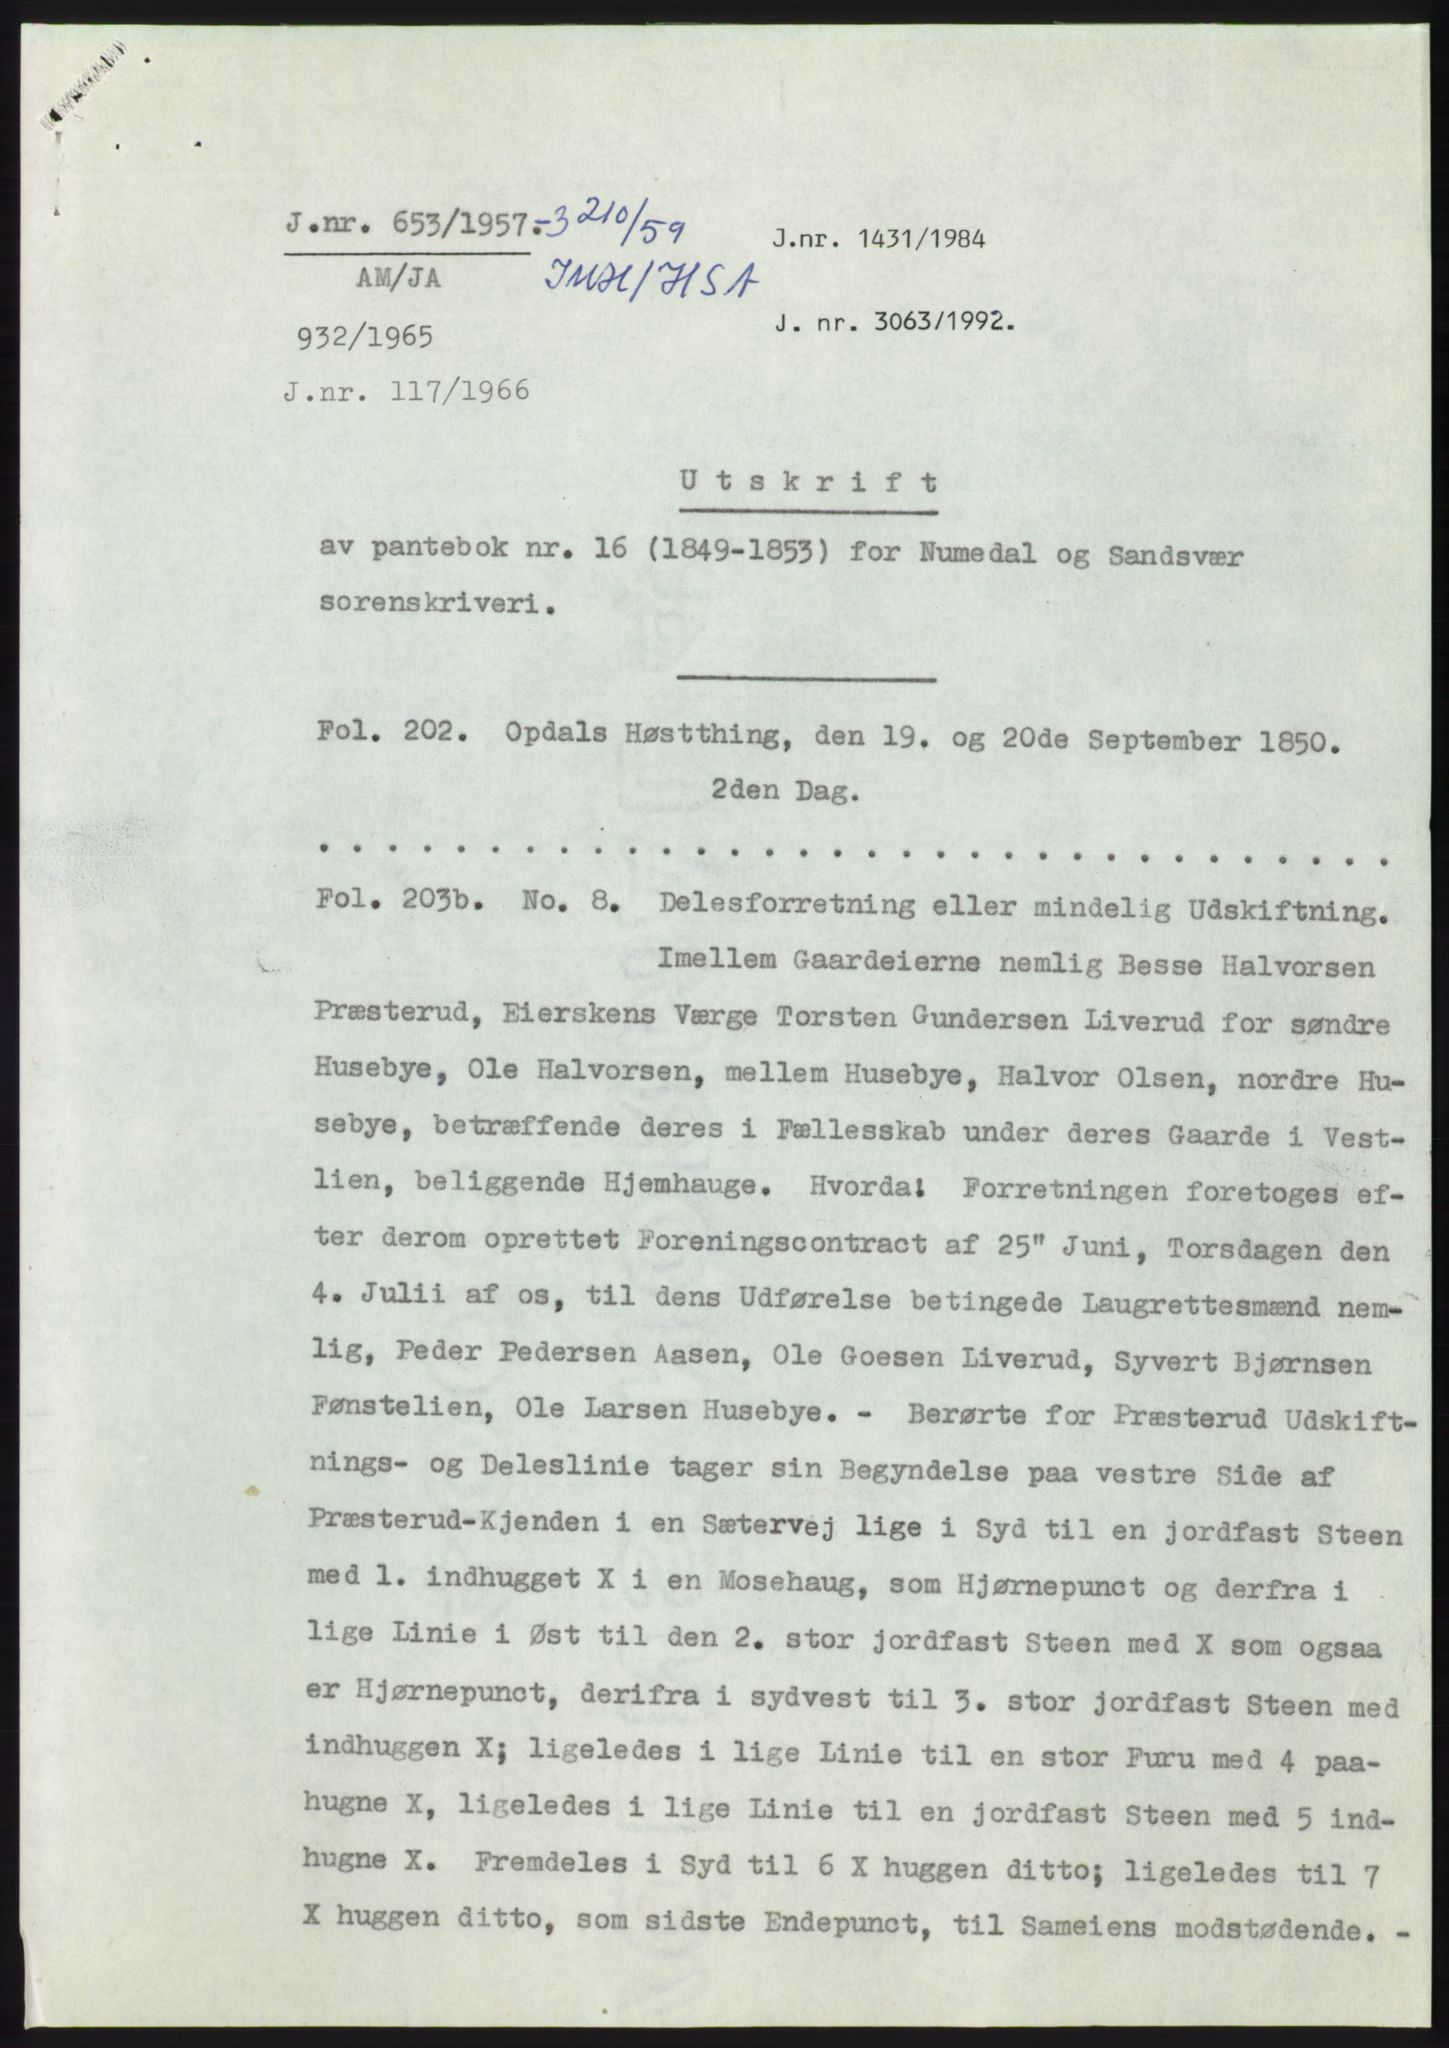 J.nr. 653/1957.-3210/59
AM/JA
JMH/HSA
J.nr. 1431/1984
932/1965
J. nr. 3063/1992.
J.nr. 117/1966
U t s k r i f t
av pantebok nr. 16 (1849-1853) for Numedal og Sandsvær
sorenskriveri.
Fol. 202. Opdals Høstthing, den 19. og 20de September 1850.
2den Dag.
. . . . . . . . . . . . . . . . . . . . . . . . . . . . . . . .
Fol. 203b. No. 8. Delesforretning eller mindelig Udskiftning.
Imellem Gaardeierne nemlig Besse Halvorsen
Præsterud, Eierskens Værge Torsten Gundersen Liverud for søndre
Husebye, Ole Halvorsen, mellem Husebye, Halvor Olsen, nordre Hu-
sebye, betræffende deres i Fællesskab under deres Gaarde i Vest-
lien, beliggende Hjemhauge. Hvorda! Forretningen foretoges ef-
ter derom oprettet Foreningscontract af 25" Juni, Torsdagen den
4. Julii af os, til dens Udførelse betingede Laugrettesmænd nem-
lig, Peder Pedersen Aasen, Ole Goesen Liverud, Syvert Bjørnsen
Fønstelien, Ole Larsen Husebye. - Berørte for Præsterud Udskift-
nings- og Deleslinie tager sin Begyndelse paa vestre Side af
Præsterud-Kjenden i en Sætervej lige i Syd til en jordfast Steen
med 1. indhugget X i en Mosehaug, som Hjørnepunct og derfra i
lige Linie i Øst til den 2. stor jordfast Steen med X som ogsaa
er Hjørnepunct, derifra i sydvest til 3. stor jordfast Steen med
indhuggen X; ligeledes i lige Linie til en stor Furu med 4 paa-
hugne X, ligeledes i lige Linie til en jordfast Steen med 5 ind-
hugne X. Fremdeles i Syd til 6 X huggen ditto; ligeledes til 7
X huggen ditto, som sidste Endepunct, til Sameiens modstødende. -